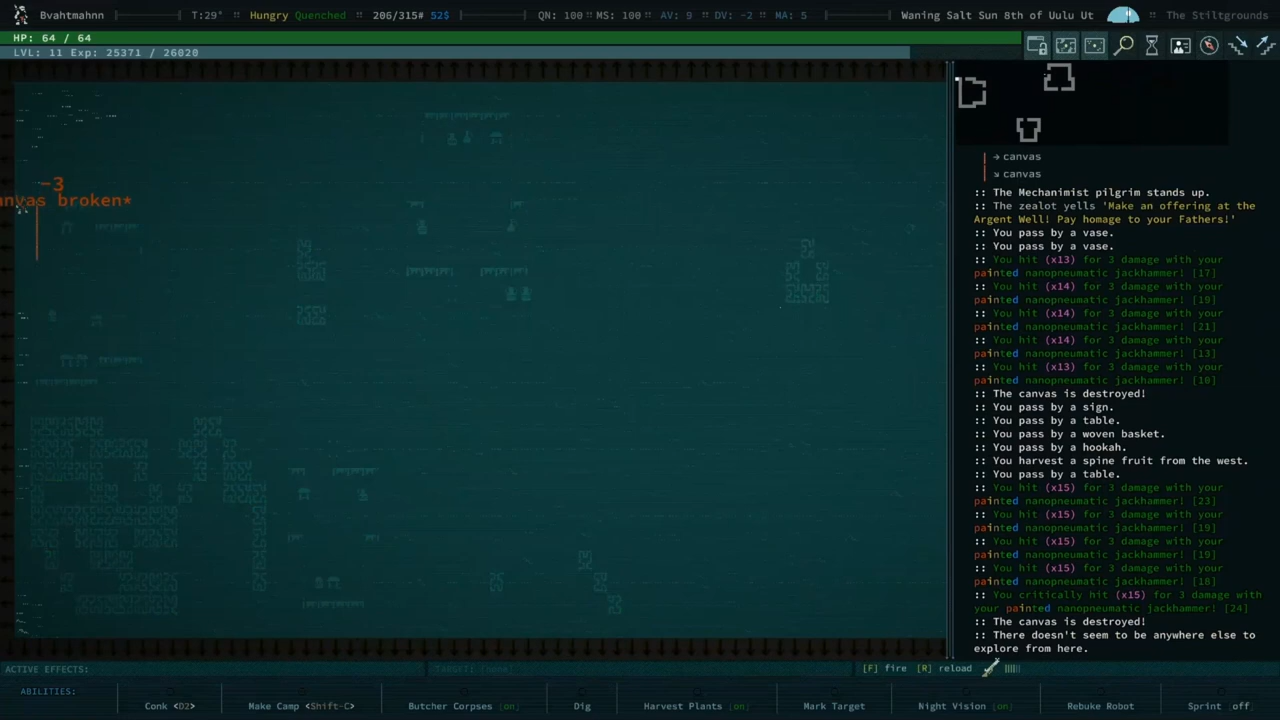 Bvahtmahnn T:29° :: Hungry Quenched :: 206/315# 52$ QN: 100 :: MS: 100 :: AV: 9 :: DV: -2 :: MA: 5 Waning Salt Sun 8th of Uulu Ut :: The Stiltgrounds
HP: 64 / 64
LVL: 11 Exp: 25371 / 26020
→ canvas
↘ canvas
:: The Mechanimist pilgrim stands up.
:: The zealot yells 'Make an offering at the
Argent Well! Pay homage to your Fathers!'
:: You pass by a vase.
:: You pass by a vase.
:: You hit (x13) for 3 damage with your
painted nanopneumatic jackhammer! [17]
:: You hit (x14) for 3 damage with your
painted nanopneumatic jackhammer! [19]
:: You hit (x14) for 3 damage with your
painted nanopneumatic jackhammer! [21]
:: You hit (x14) for 3 damage with your
painted nanopneumatic jackhammer! [13]
:: You hit (x13) for 3 damage with your
painted nanopneumatic jackhammer! [10]
:: The canvas is destroyed!
:: You pass by a sign.
:: You pass by a table.
:: You pass by a woven basket.
:: You pass by a hookah.
:: You harvest a spine fruit from the west.
:: You pass by a table.
:: You hit (x15) for 3 damage with your
painted nanopneumatic jackhammer! [23]
:: You hit (x15) for 3 damage with your
painted nanopneumatic jackhammer! [19]
:: You hit (x15) for 3 damage with your
painted nanopneumatic jackhammer! [19]
:: You hit (x15) for 3 damage with your
painted nanopneumatic jackhammer! [18]
:: You critically hit (x15) for 3 damage with
your painted nanopneumatic jackhammer! [24]
:: The canvas is destroyed!
:: There doesn't seem to be anywhere else to
explore from here.
-3
nvas broken*
ACTIVE EFFECTS: TARGET: [none] [F] fire [R] reload
ABILITIES: Conk <D2> Make Camp <Shift-C> Butcher Corpses [on] Dig Harvest Plants [on] Mark Target Night Vision [on] Rebuke Robot Sprint [off]